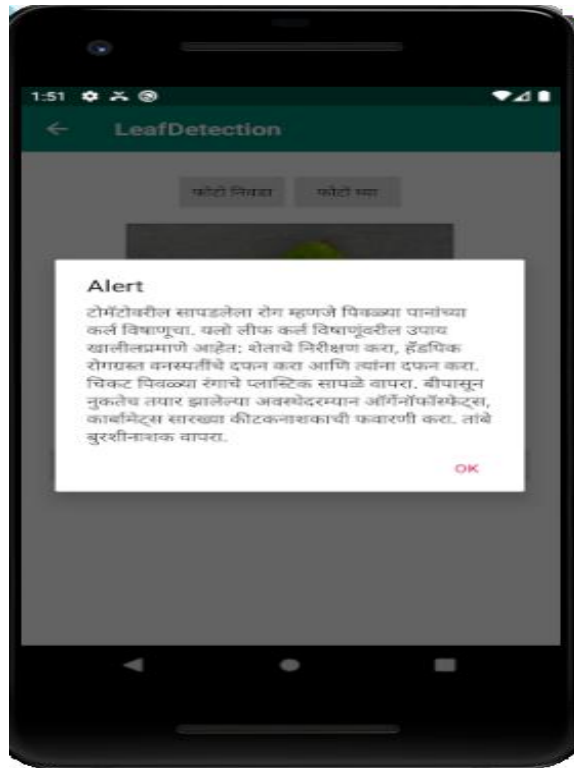 1:51
LeafDetection
फोटो निवडा
फोटो घ्या
Alert
टोमॅटोवरील सापडलेला रोग म्हणजे पिवळ्या पानांच्या
कर्ल विषाणूचा. यलो लीफ कर्ल विषाणूंवरील उपाय
खालीलप्रमाणे आहेत: शेताचे निरीक्षण करा, हँडपिक
रोगग्रस्त वनस्पतींचे दफन करा आणि त्यांना दफन करा.
चिकट पिवळ्या रंगाचे प्लास्टिक सापळे वापरा. बीपासून
नुकतेच तयार झालेल्या अवस्थेदरम्यान ऑर्गेनॉफॉस्फेट्स,
कार्बामेट्स सारख्या कीटकनाशकाची फवारणी करा. तांबे
बुरशीनाशक वापरा.
OK